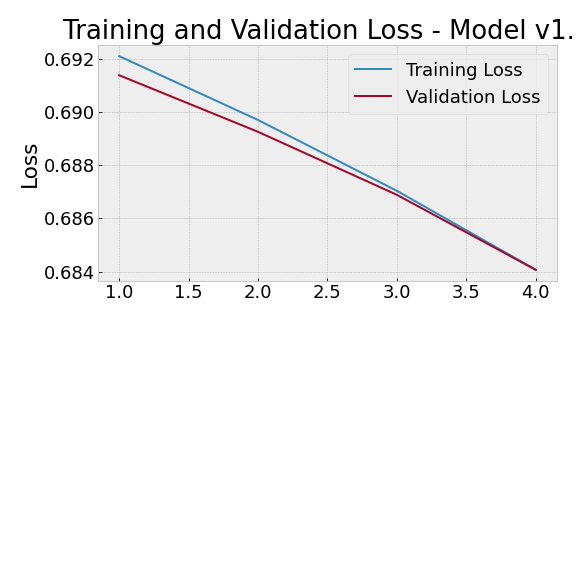 Training and Validation Loss - Model v1.
0.692
0.690
0.688
0.686
0.684
Loss
Training Loss
Validation Loss
1.0 1.5 2.0 2.5 3.0 3.5 4.0